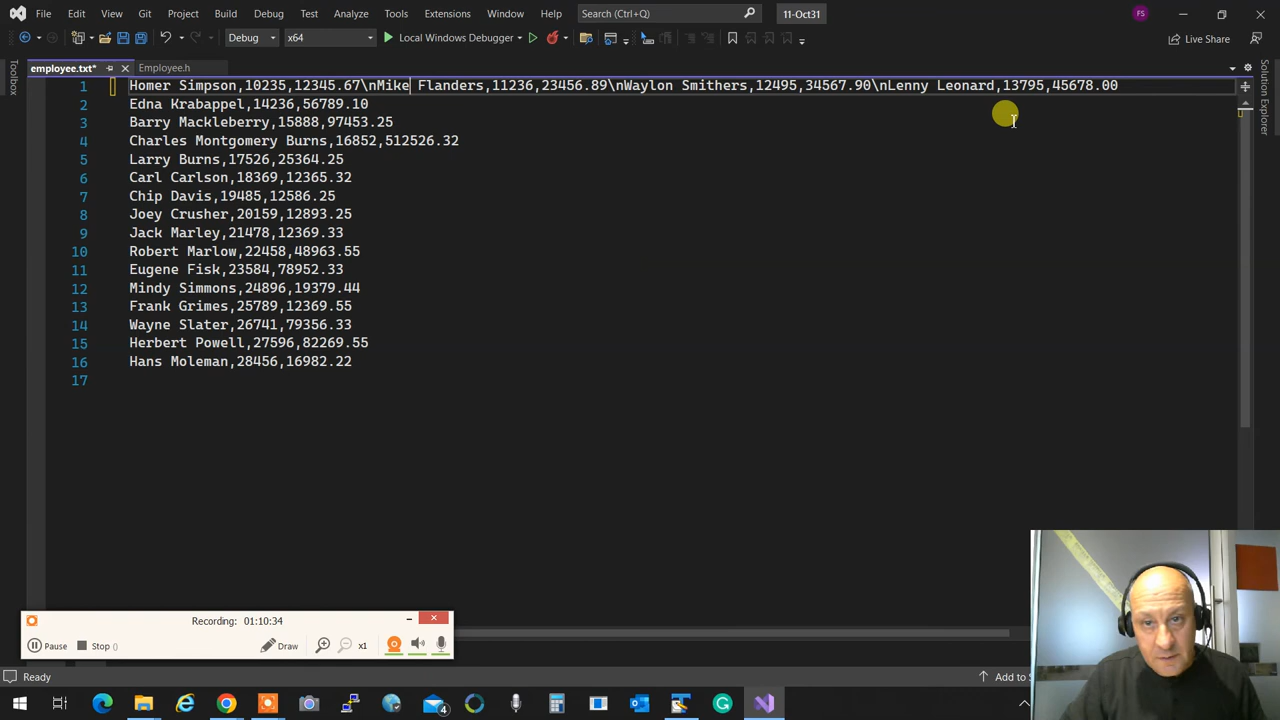 File Edit View Git Project Build Debug Test Analyze Tools Extensions Window Help Search (Ctrl+Q) 11-Oct31 FS
Debug x64 Local Windows Debugger Live Share
employee.txt* Employee.h
Toolbox
Solution Explorer
1 Homer Simpson,10235,12345.67\nMike Flanders,11236,23456.89\nWaylon Smithers,12495,34567.90\nLenny Leonard,13795,45678.00
2 Edna Krabappel,14236,56789.10
3 Barry Mackleberry,15888,97453.25
4 Charles Montgomery Burns,16852,512526.32
5 Larry Burns,17526,25364.25
6 Carl Carlson,18369,12365.32
7 Chip Davis,19485,12586.25
8 Joey Crusher,20159,12893.25
9 Jack Marley,21478,12369.33
10 Robert Marlow,22458,48963.55
11 Eugene Fisk,23584,78952.33
12 Mindy Simmons,24896,19379.44
13 Frank Grimes,25789,12369.55
14 Wayne Slater,26741,79356.33
15 Herbert Powell,27596,82269.55
16 Hans Moleman,28456,16982.22
17
Recording: 01:10:34
Pause Stop () Draw x1
Ready Add to S
4